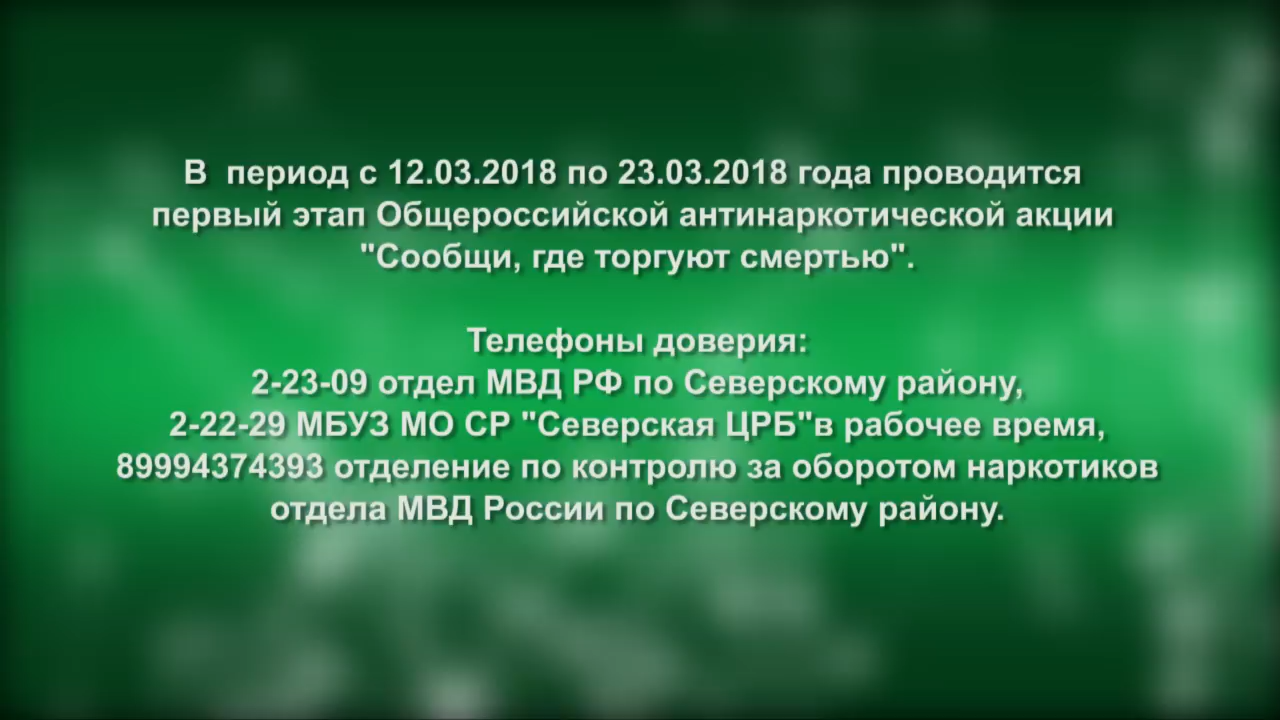 В  период с 12.03.2018 по 23.03.2018 года проводится
первый этап Общероссийской антинаркотической акции
"Сообщи, где торгуют смертью".
Телефоны доверия:
2-23-09 отдел МВД РФ по Северскому району,
2-22-29 МБУЗ МО СР "Северская ЦРБ"в рабочее время,
89994374393 отделение по контролю за оборотом наркотиков
отдела МВД России по Северскому району.